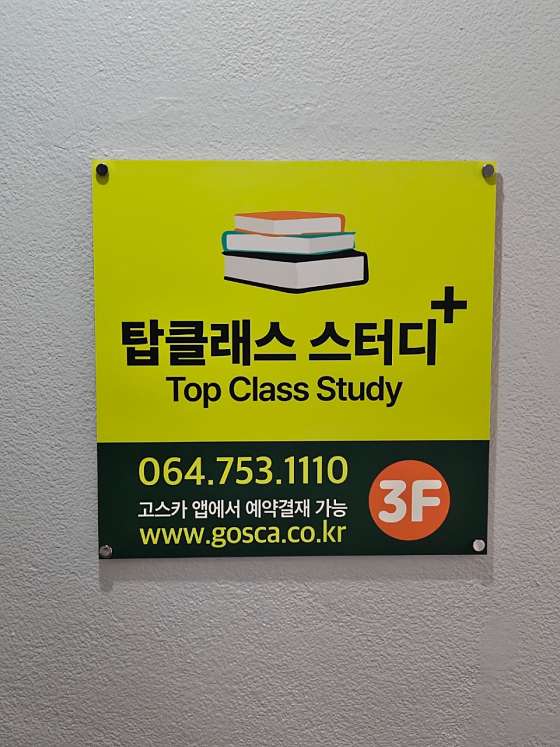 탑클래스 스터디+
Top Class Study
064.753.1110
고스카 앱에서 예약결재 가능
www.gosca.co.kr
3F